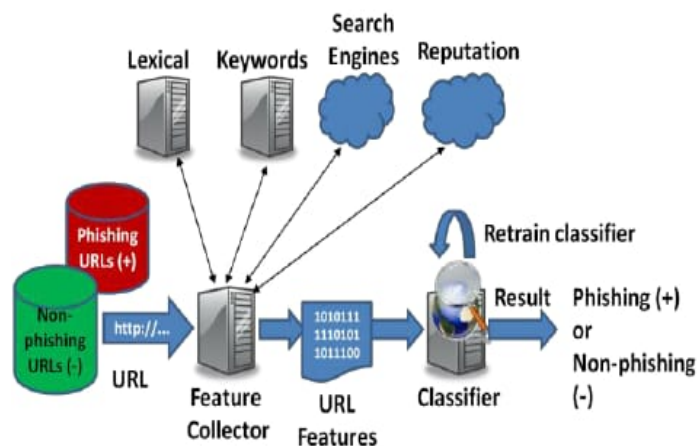 Lexical
Keywords
Search
Engines
Reputation
Phishing
URLs (+)
Non-
phishing
URLs (-)
http://...
URL
Feature
Collector
1010111
1110101
1011100
URL
Features
Retrain classifier
Classifier
Result
Phishing (+)
or
Non-phishing
(-)